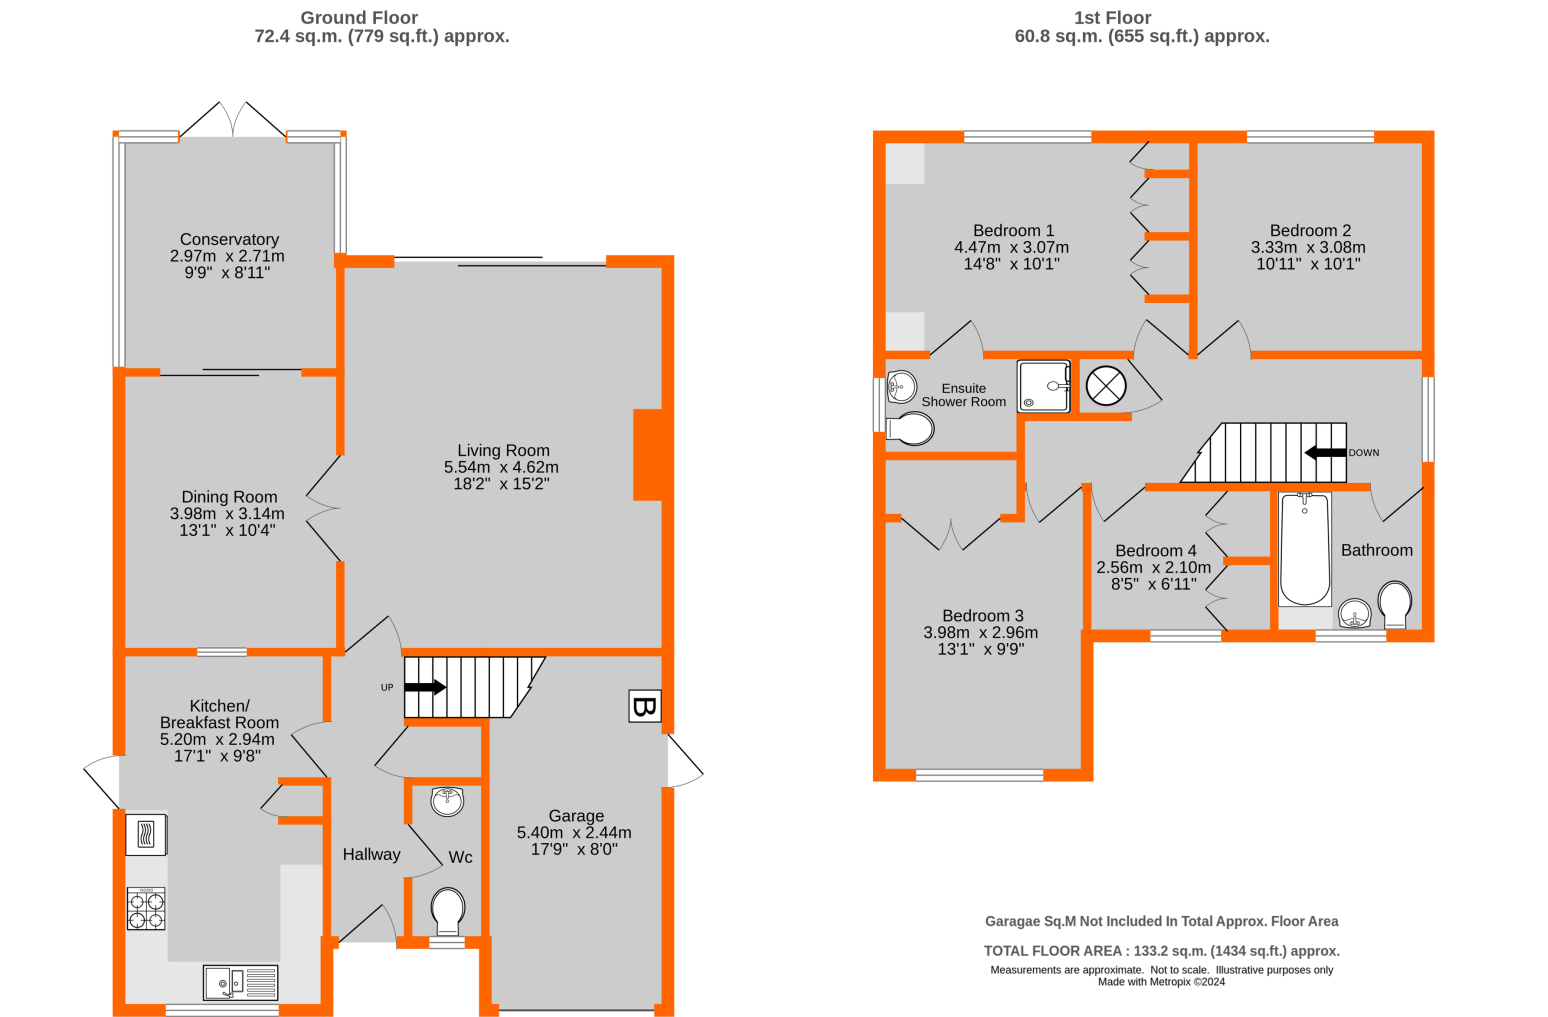 Ground Floor
72.4 sq.m. (779 sq.ft.) approx.
1st Floor
60.8 sq.m. (655 sq.ft.) approx.
Conservatory
2.97m x 2.71m
9'9" x 8'11"
Living Room
5.54m x 4.62m
18'2" x 15'2"
Dining Room
3.98m x 3.14m
13'1" x 10'4"
UP
B
Kitchen/
Breakfast Room
5.20m x 2.94m
17'1" x 9'8"
Garage
5.40m x 2.44m
17'9" x 8'0"
Hallway
Wc
Bedroom 1
4.47m x 3.07m
14'8" x 10'1"
Bedroom 2
3.33m x 3.08m
10'11" x 10'1"
Ensuite
Shower Room
DOWN
Bedroom 4
2.56m x 2.10m
8'5" x 6'11"
Bathroom
Bedroom 3
3.98m x 2.96m
13'1" x 9'9"
Garagae Sq.M Not Included In Total Approx. Floor Area
TOTAL FLOOR AREA : 133.2 sq.m. (1434 sq.ft.) approx.
Measurements are approximate. Not to scale. Illustrative purposes only
Made with Metropix ©2024